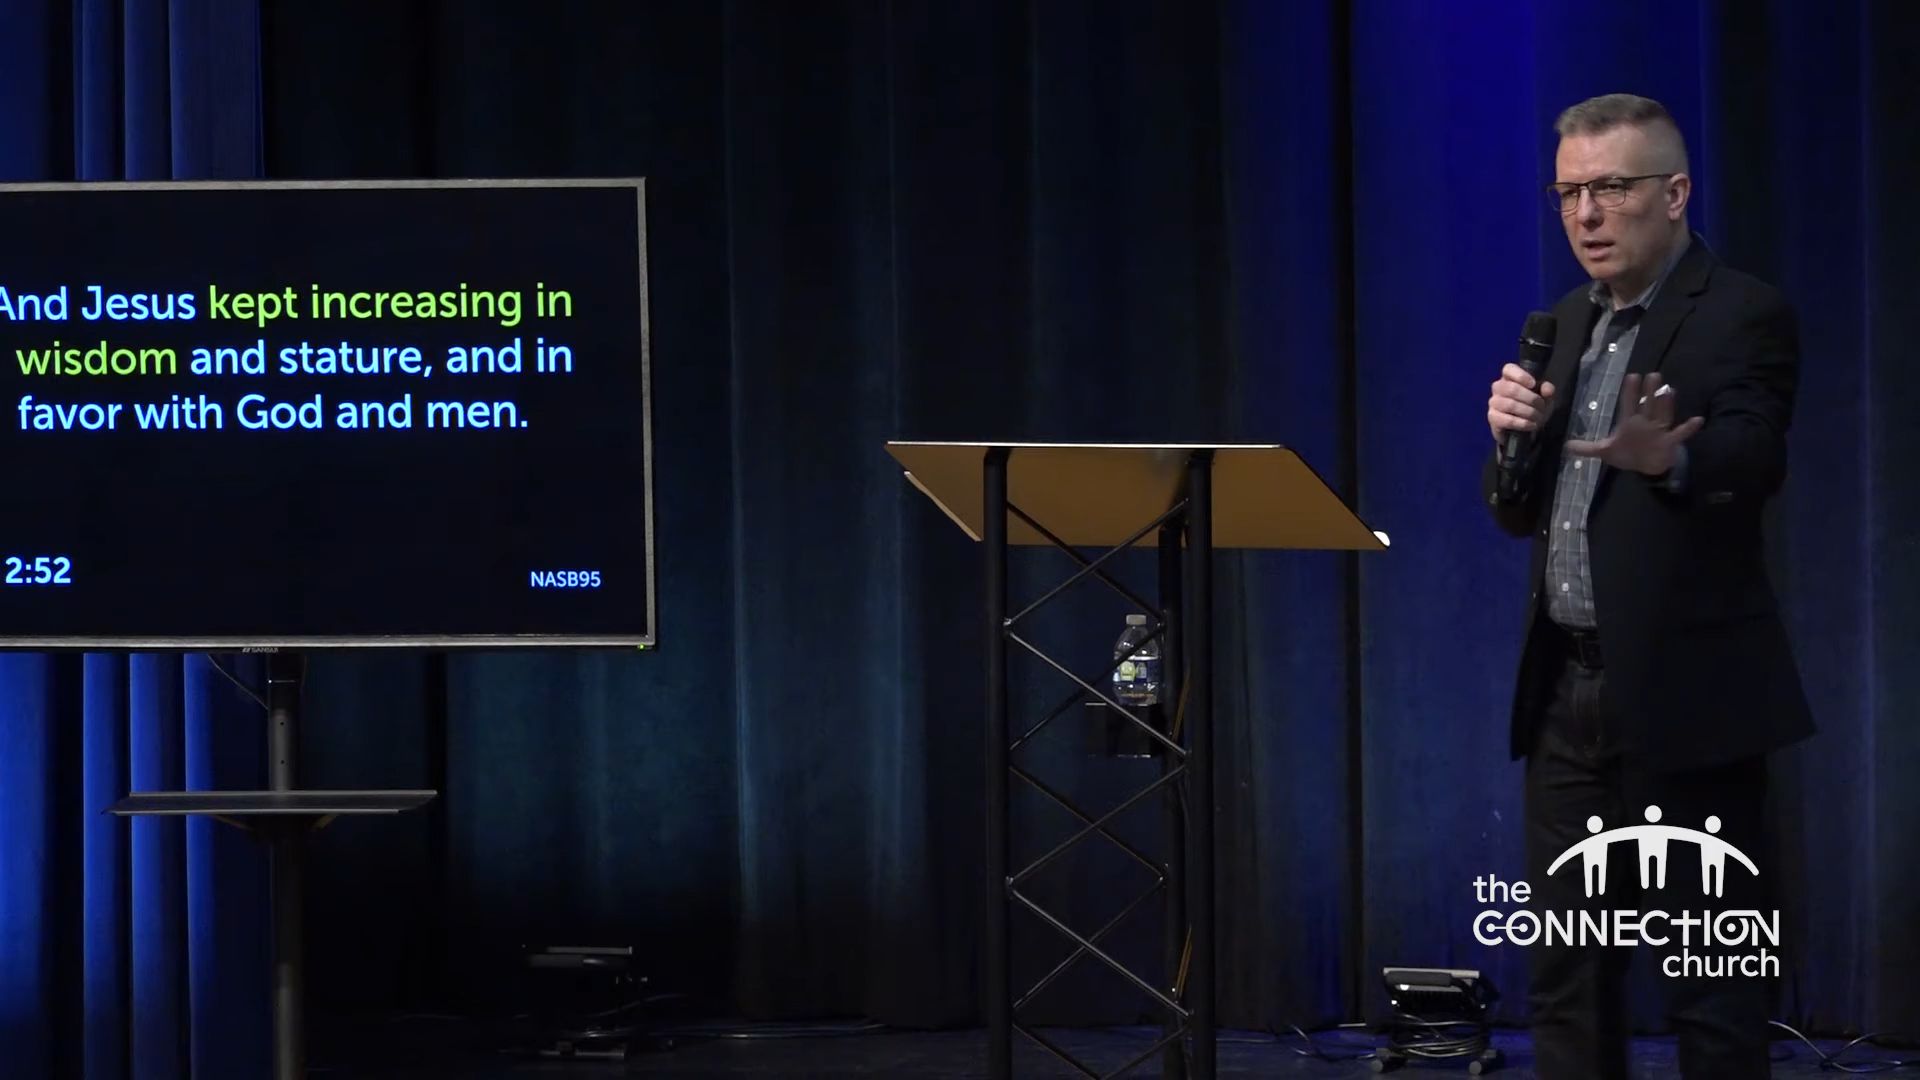 And Jesus kept increasing in
wisdom and stature, and in
favor with God and men.
2:52
NASB95
SANSUI
the
CONNECTION
church